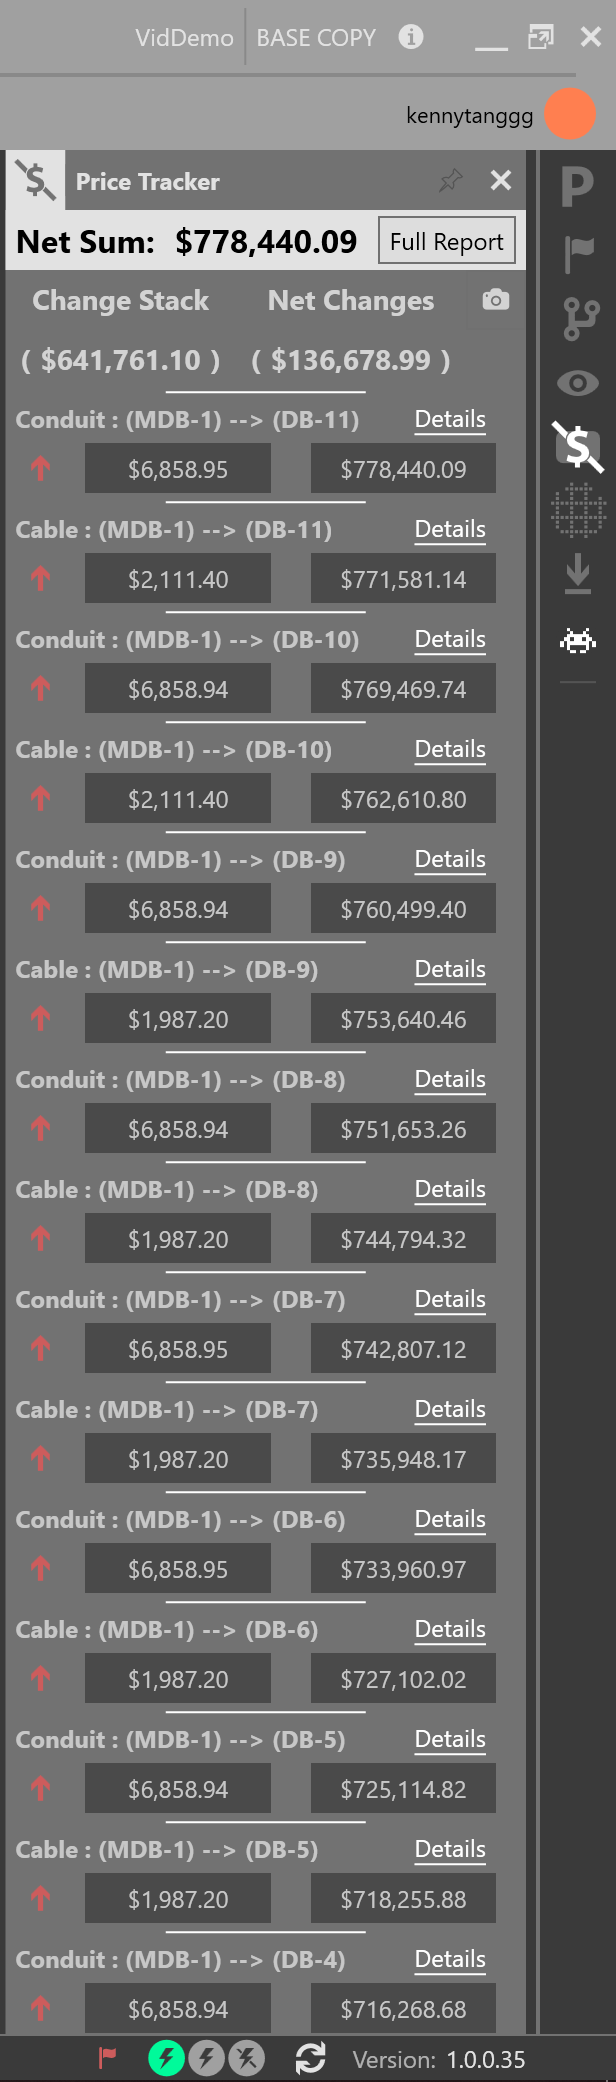 VidDemo BASE COPY
kennytanggg
Price Tracker
P
Net Sum: $778,440.09 Full Report
Change Stack Net Changes
( $641,761.10 ) ( $136,678.99 )
Conduit : (MDB-1) --> (DB-11) Details
$6,858.95 $778,440.09
Cable : (MDB-1) --> (DB-11) Details
$2,111.40 $771,581.14
Conduit : (MDB-1) --> (DB-10) Details
$6,858.94 $769,469.74
Cable : (MDB-1) --> (DB-10) Details
$2,111.40 $762,610.80
Conduit : (MDB-1) --> (DB-9) Details
$6,858.94 $760,499.40
Cable : (MDB-1) --> (DB-9) Details
$1,987.20 $753,640.46
Conduit : (MDB-1) --> (DB-8) Details
$6,858.94 $751,653.26
Cable : (MDB-1) --> (DB-8) Details
$1,987.20 $744,794.32
Conduit : (MDB-1) --> (DB-7) Details
$6,858.95 $742,807.12
Cable : (MDB-1) --> (DB-7) Details
$1,987.20 $735,948.17
Conduit : (MDB-1) --> (DB-6) Details
$6,858.95 $733,960.97
Cable : (MDB-1) --> (DB-6) Details
$1,987.20 $727,102.02
Conduit : (MDB-1) --> (DB-5) Details
$6,858.94 $725,114.82
Cable : (MDB-1) --> (DB-5) Details
$1,987.20 $718,255.88
Conduit : (MDB-1) --> (DB-4) Details
$6,858.94 $716,268.68
Version: 1.0.0.35